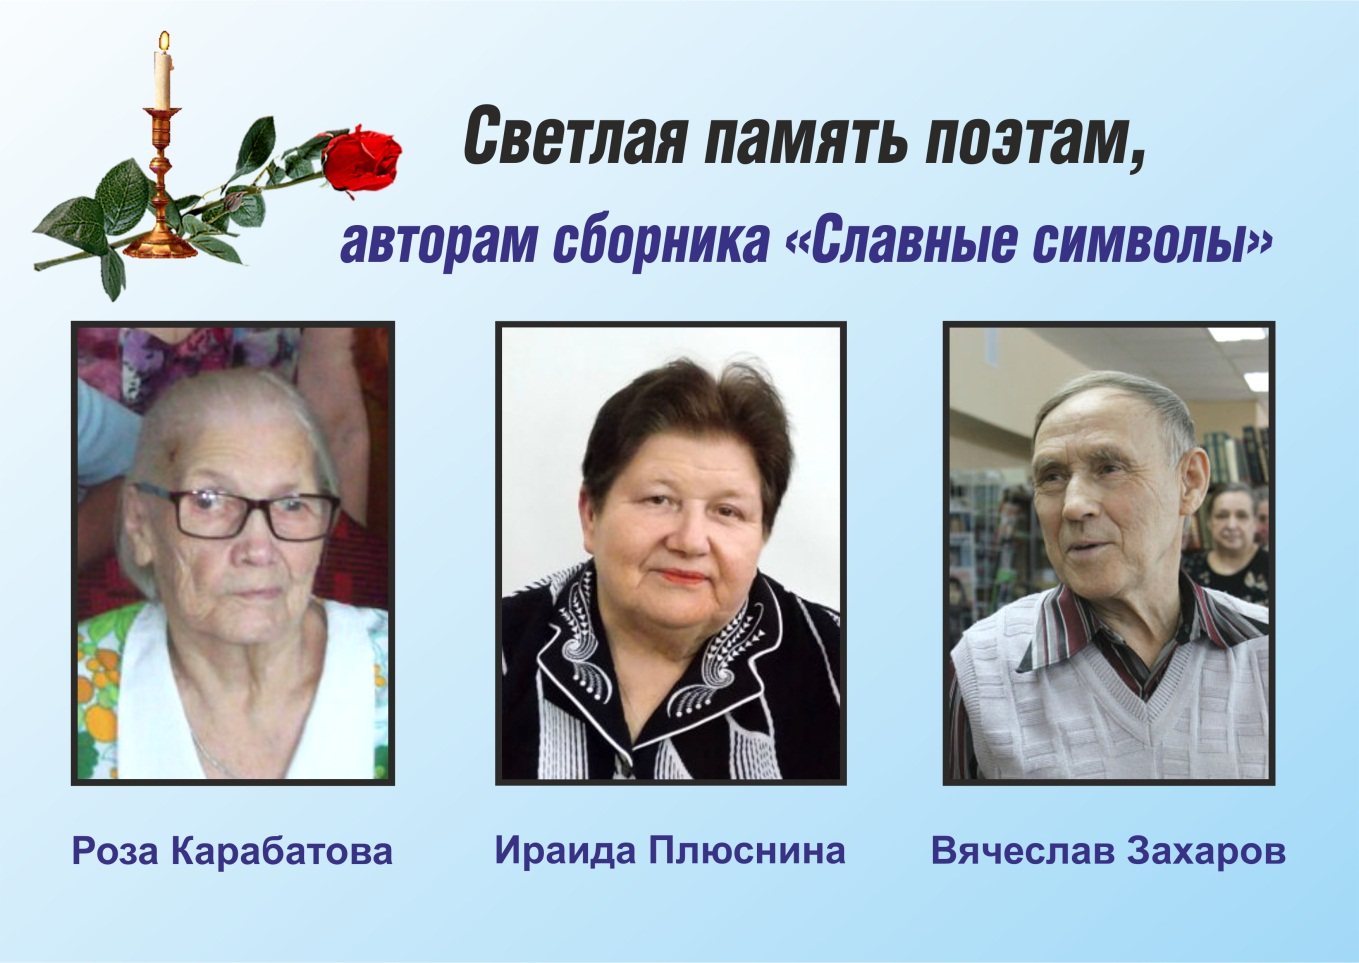 Светлая память поэтам,
авторам сборника «Славные символы»
Роза Карабатова
Ираида Плюснина
Вячеслав Захаров